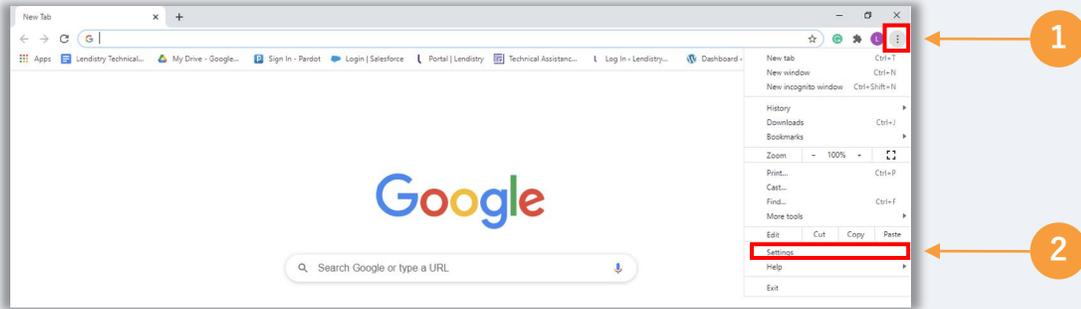 New Tab
G
Apps Lendistry Technical... My Drive - Google... Sign In - Pardot Login | Salesforce Portal | Lendistry Technical Assistanc... Log In ‹ Lendistry... Dashboard ‹
L
1
New tab Ctrl+T
New window Ctrl+N
New incognito window Ctrl+Shift+N
History
Downloads Ctrl+J
Bookmarks
Zoom - 100% +
Print... Ctrl+P
Cast...
Find... Ctrl+F
More tools
Edit Cut Copy Paste
Settings
Help
Exit
2
Google
Search Google or type a URL